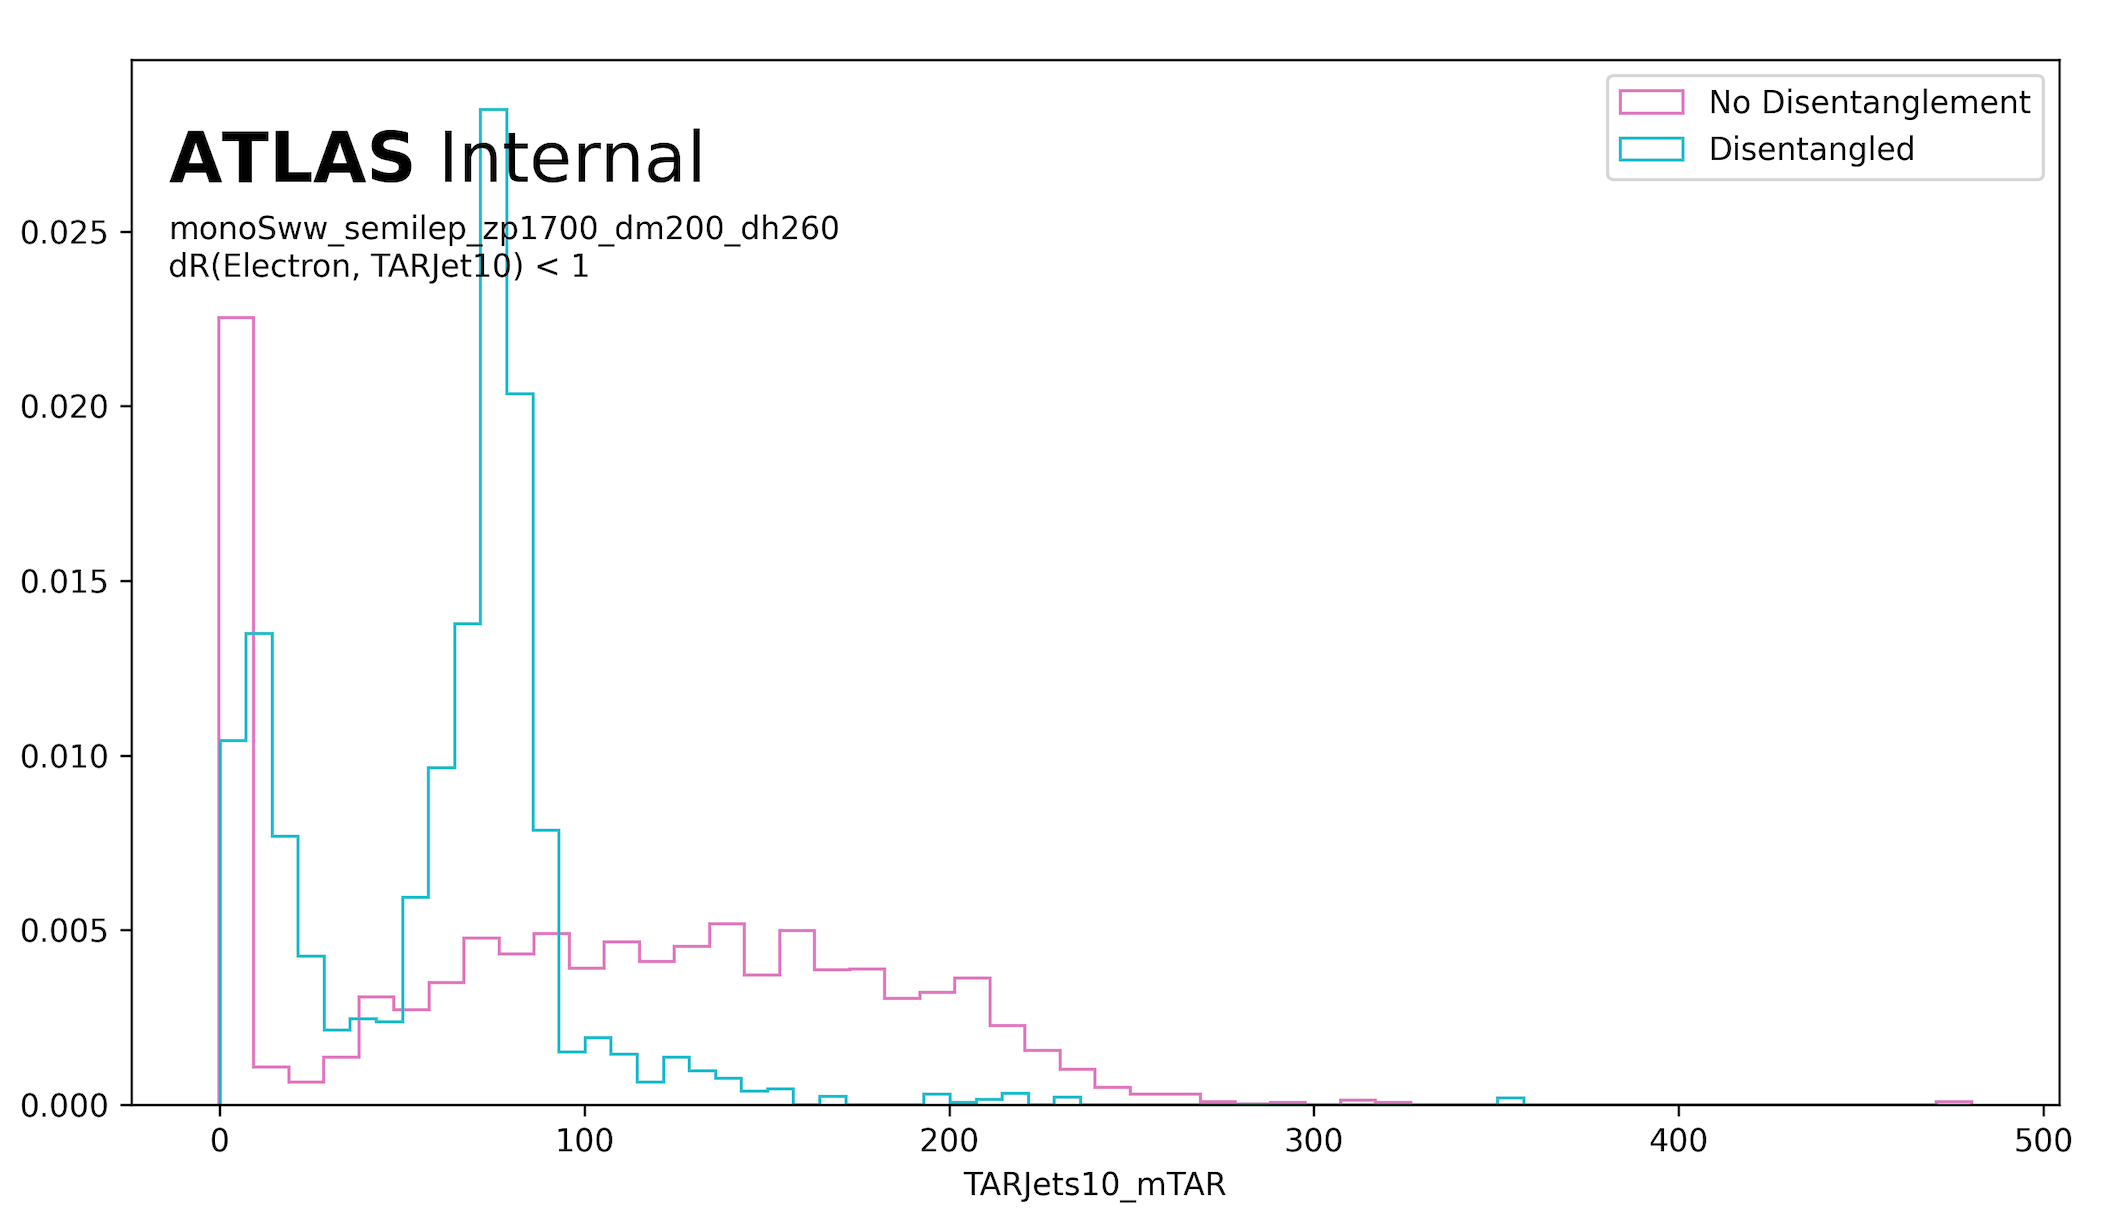 ATLAS Internal
monoSww_semilep_zp1700_dm200_dh260
dR(Electron, TARJet10) < 1
No Disentanglement
Disentangled
0.025
0.020
0.015
0.010
0.005
0.000
0 100 200 300 400 500
TARJets10_mTAR